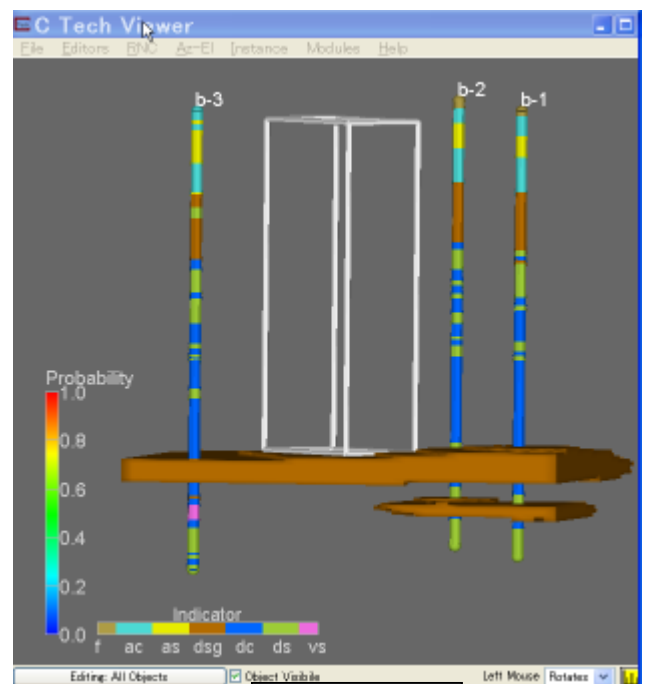 C Tech Viewer
File Editors RNC Az-El Instance Modules Help
b-3
b-2
b-1
Probability
1.0
0.8
0.6
0.4
0.2
0.0
Indicator
f ac as dsg dc ds vs
Editing: All Objects Object Visibile Left Mouse Rotates